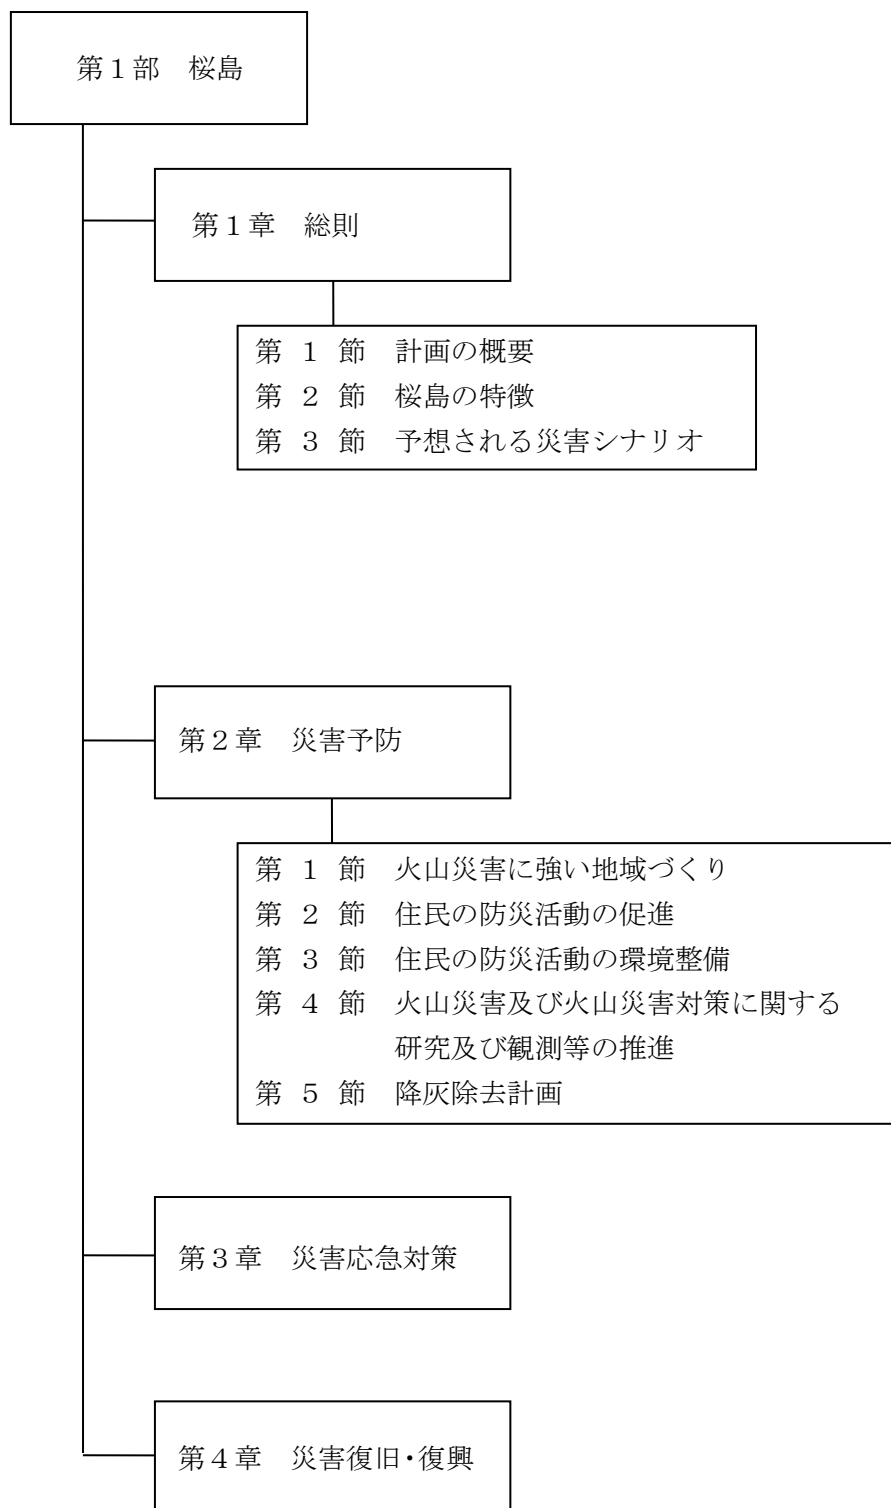 第１部　桜島
第１章　総則
第　１　節　計画の概要
第　２　節　桜島の特徴
第　３　節　予想される災害シナリオ
第２章　災害予防
第　１　節　火山災害に強い地域づくり
第　２　節　住民の防災活動の促進
第　３　節　住民の防災活動の環境整備
第　４　節　火山災害及び火山災害対策に関する
研究及び観測等の推進
第　５　節　降灰除去計画
第３章　災害応急対策
第４章　災害復旧・復興